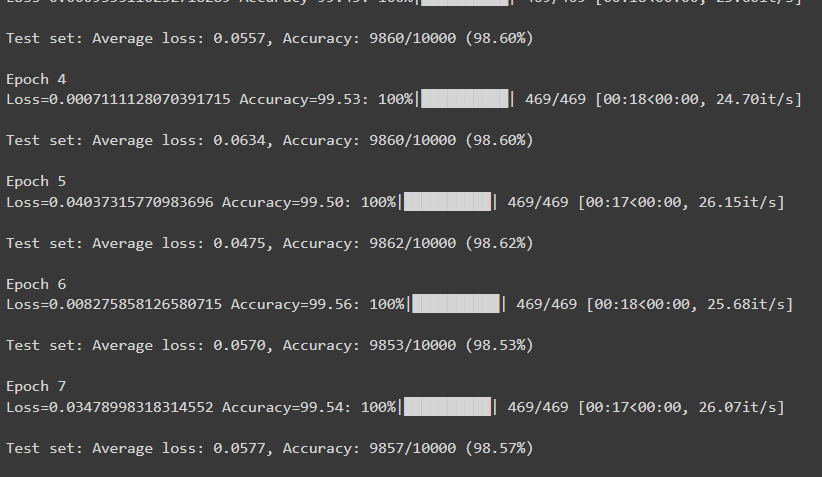 Test set: Average loss: 0.0557, Accuracy: 9860/10000 (98.60%)
Epoch 4
Loss=0.0007111128070391715 Accuracy=99.53: 100%|██████████| 469/469 [00:18<00:00, 24.70it/s]
Test set: Average loss: 0.0634, Accuracy: 9860/10000 (98.60%)
Epoch 5
Loss=0.04037315770983696 Accuracy=99.50: 100%|██████████| 469/469 [00:17<00:00, 26.15it/s]
Test set: Average loss: 0.0475, Accuracy: 9862/10000 (98.62%)
Epoch 6
Loss=0.008275858126580715 Accuracy=99.56: 100%|██████████| 469/469 [00:18<00:00, 25.68it/s]
Test set: Average loss: 0.0570, Accuracy: 9853/10000 (98.53%)
Epoch 7
Loss=0.03478998318314552 Accuracy=99.54: 100%|██████████| 469/469 [00:17<00:00, 26.07it/s]
Test set: Average loss: 0.0577, Accuracy: 9857/10000 (98.57%)